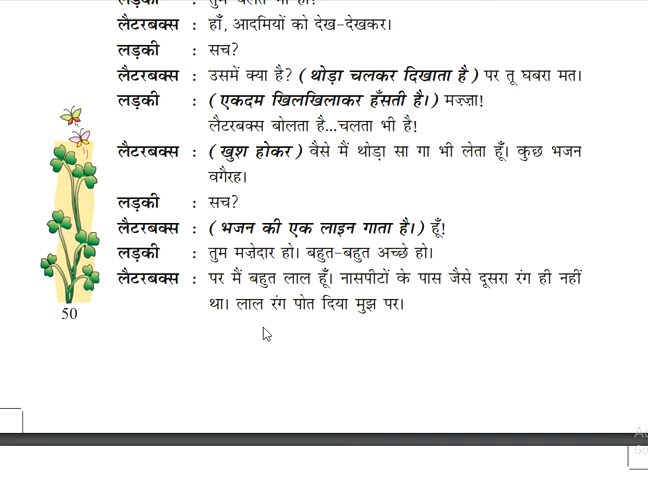 लैटरबक्स : हाँ, आदमियों को देख-देखकर।
लड़की : सच?
लैटरबक्स : उसमें क्या है? (थोड़ा चलकर दिखाता है) पर तू घबरा मत।
लड़की : (एकदम खिलखिलाकर हँसती है।) मज्ज़ा!
लैटरबक्स बोलता है...चलता भी है!
लैटरबक्स : (खुश होकर) वैसे मैं थोड़ा सा गा भी लेता हूँ। कुछ भजन
वगैरह।
लड़की : सच?
लैटरबक्स : (भजन की एक लाइन गाता है।) हूँ!
लड़की : तुम मज़ेदार हो। बहुत-बहुत अच्छे हो।
लैटरबक्स : पर मैं बहुत लाल हूँ। नासपीटों के पास जैसे दूसरा रंग ही नहीं
था। लाल रंग पोत दिया मुझ पर।
50